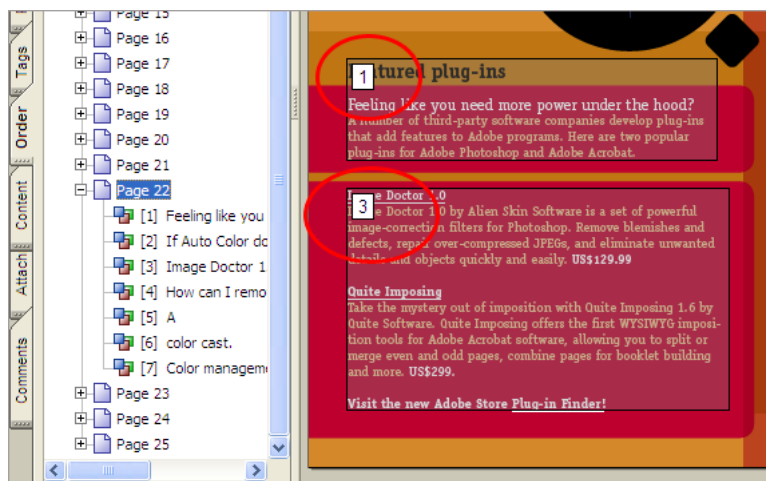 Tags
Order
Content
Attach
Comments
Page 15
Page 16
Page 17
Page 18
Page 19
Page 20
Page 21
Page 22
[1] Feeling like you
[2] If Auto Color do
[3] Image Doctor 1
[4] How can I remo
[5] A
[6] color cast.
[7] Color managem
Page 23
Page 24
Page 25
1
plug-ins
Feeling like you need more power under the hood?
A number of third-party software companies develop plug-ins
that add features to Adobe programs. Here are two popular
plug-ins for Adobe Photoshop and Adobe Acrobat.
3
Doctor 1.0
Doctor 1.0 by Alien Skin Software is a set of powerful
image-correction filters for Photoshop. Remove blemishes and
defects, repair over-compressed JPEGs, and eliminate unwanted
details and objects quickly and easily. US$129.99
Quite Imposing
Take the mystery out of imposition with Quite Imposing 1.6 by
Quite Software. Quite Imposing offers the first WYSIWYG imposi-
tion tools for Adobe Acrobat software, allowing you to split or
merge even and odd pages, combine pages for booklet building
and more. US$299.
Visit the new Adobe Store Plug-in Finder!